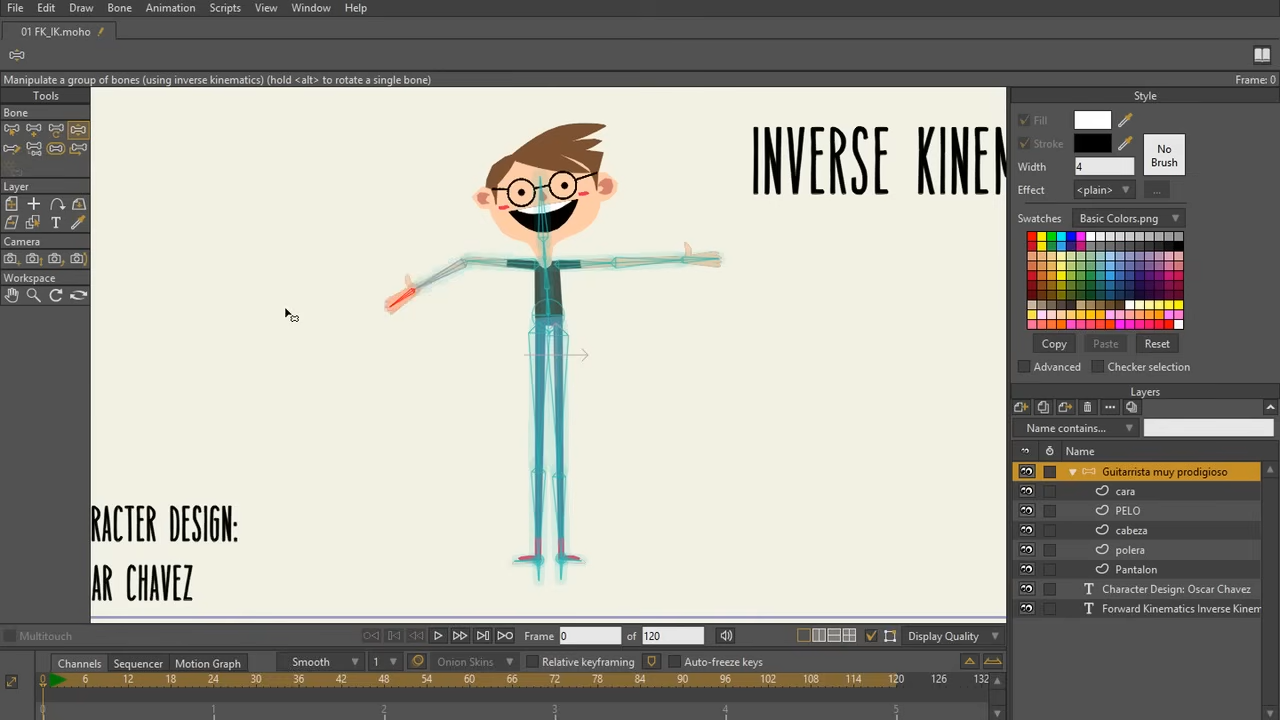 File Edit Draw Bone Animation Scripts View Window Help
01 FK_IK.moho
Manipulate a group of bones (using inverse kinematics) (hold <alt> to rotate a single bone)
Frame: 0
Tools
Bone
Layer
T
Camera
Workspace
INVERSE KINEM
RACTER DESIGN:
AR CHAVEZ
Style
Fill
Stroke
No Brush
Width 4
Effect <plain> ...
Swatches Basic Colors.png
Copy Paste Reset
Advanced Checker selection
Layers
Name contains...
Name
Guitarrista muy prodigioso
cara
PELO
cabeza
polera
Pantalon
T Character Design: Oscar Chavez
T Forward Kinematics Inverse Kinem
Multitouch
Frame 0 of 120
Display Quality
Channels Sequencer Motion Graph Smooth 1 Onion Skins Relative keyframing Auto-freeze keys
0 6 12 18 24 30 36 42 48 54 60 66 72 78 84 90 96 102 108 114 120 126 132
0 1 2 3 4 5